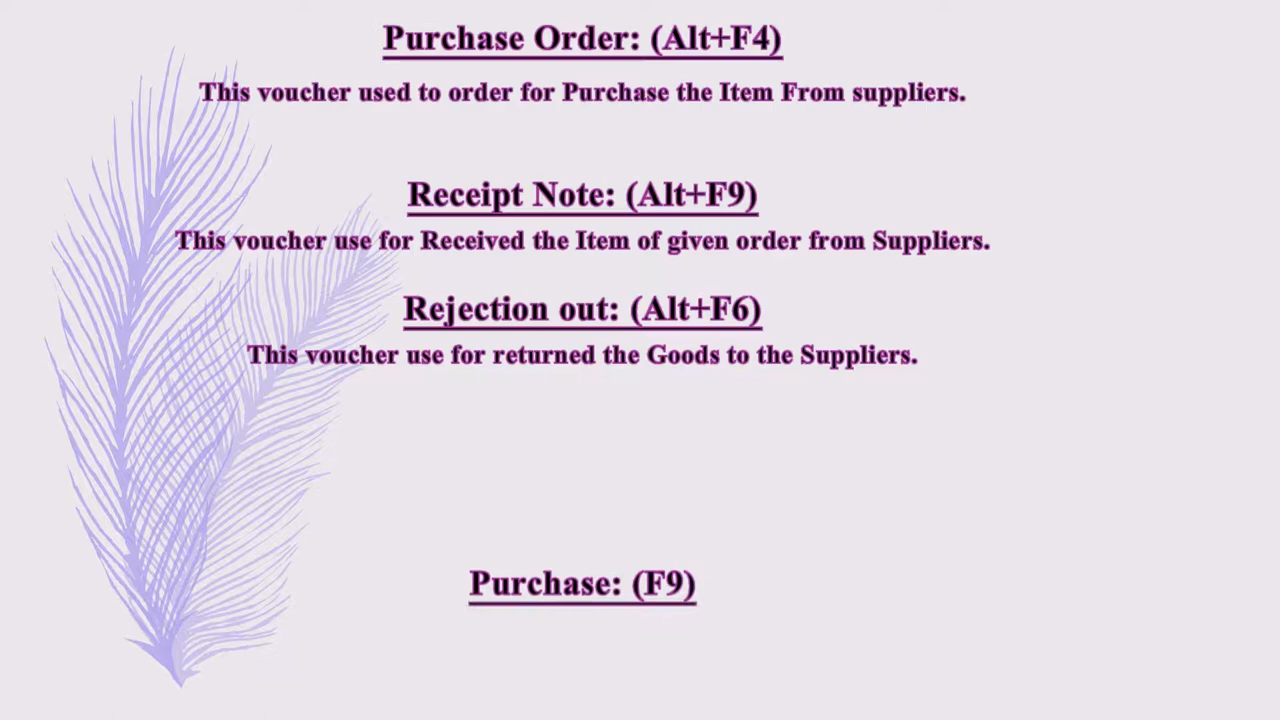 Purchase Order: (Alt+F4)
This voucher used to order for Purchase the Item From suppliers.
Receipt Note: (Alt+F9)
This voucher use for Received the Item of given order from Suppliers.
Rejection out: (Alt+F6)
This voucher use for returned the Goods to the Suppliers.
Purchase: (F9)